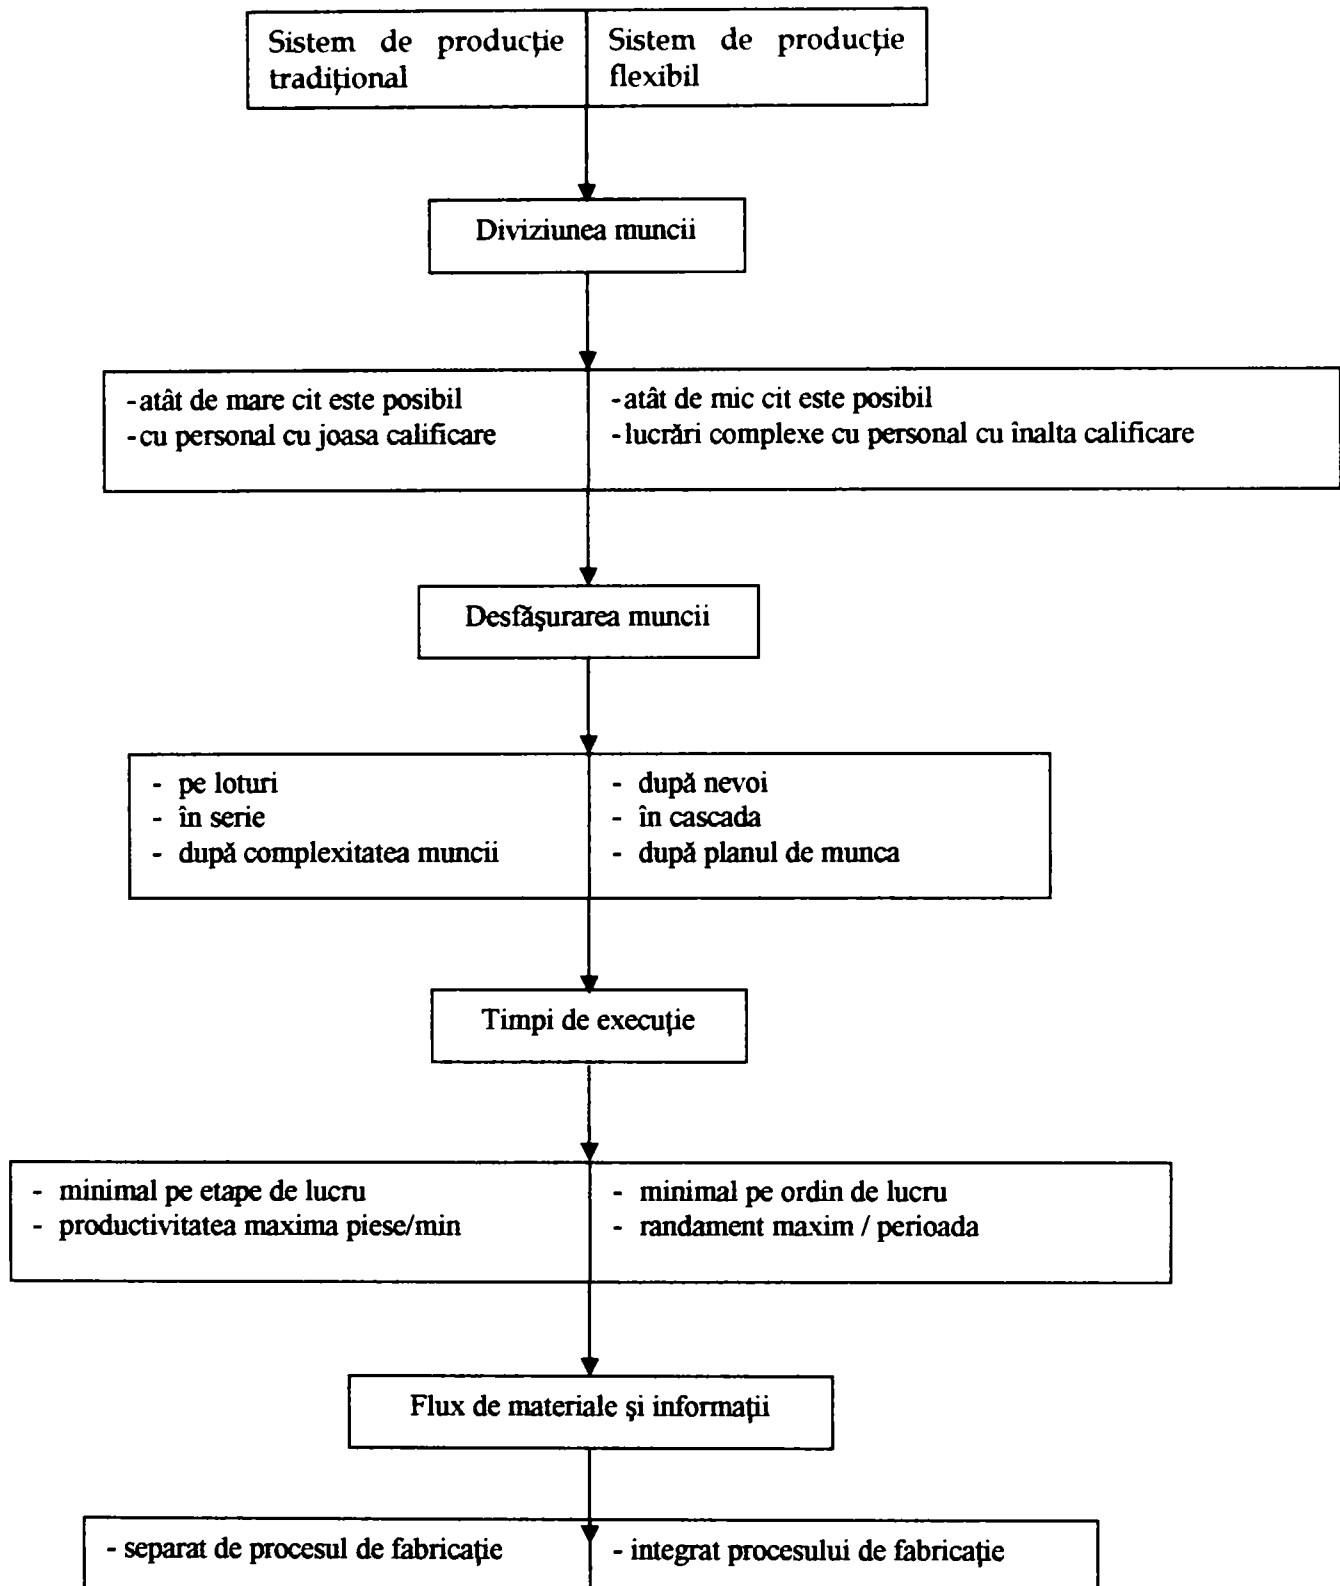 Sistem de producție
tradițional
Sistem de producție
flexibil
Diviziunea muncii
-atât de mare cit este posibil
-cu personal cu joasa calificare
-atât de mic cit este posibil
-lucrări complexe cu personal cu înalta calificare
Desfășurarea muncii
- pe loturi
- în serie
- după complexitatea muncii
- după nevoi
- în cascada
- după planul de munca
Timpi de execuție
- minimal pe etape de lucru
- productivitatea maxima piese/min
- minimal pe ordin de lucru
- randament maxim / perioada
Flux de materiale și informații
- separat de procesul de fabricație
- integrat procesului de fabricație